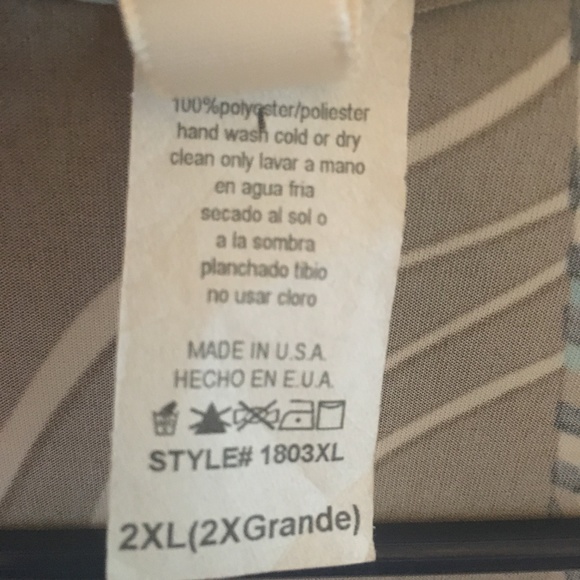 100%polyester/poliester
hand wash cold or dry
clean only lavar a mano
en agua fria
secado al sol o
a la sombra
planchado tibio
no usar cloro
MADE IN U.S.A.
HECHO EN E.U.A.
STYLE# 1803XL
2XL(2XGrande)